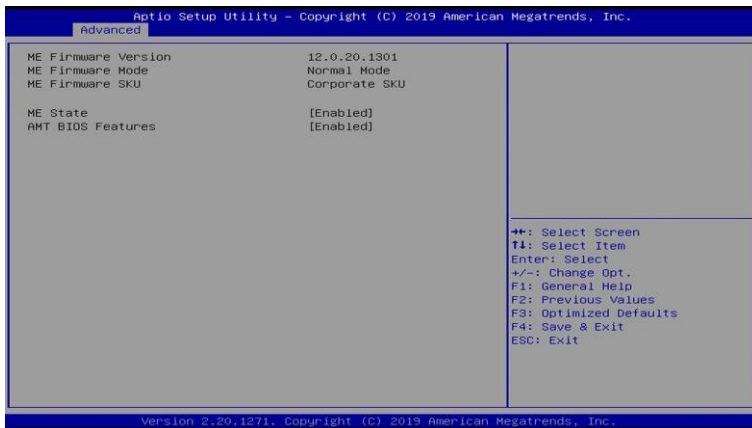 Aptio Setup Utility – Copyright (C) 2019 American Megatrends, Inc.
Advanced
ME Firmware Version 12.0.20.1301
ME Firmware Mode Normal Mode
ME Firmware SKU Corporate SKU
ME State [Enabled]
AMT BIOS Features [Enabled]
→←: Select Screen
↑↓: Select Item
Enter: Select
+/-: Change Opt.
F1: General Help
F2: Previous Values
F3: Optimized Defaults
F4: Save & Exit
ESC: Exit
Version 2.20.1271. Copyright (C) 2019 American Megatrends, Inc.